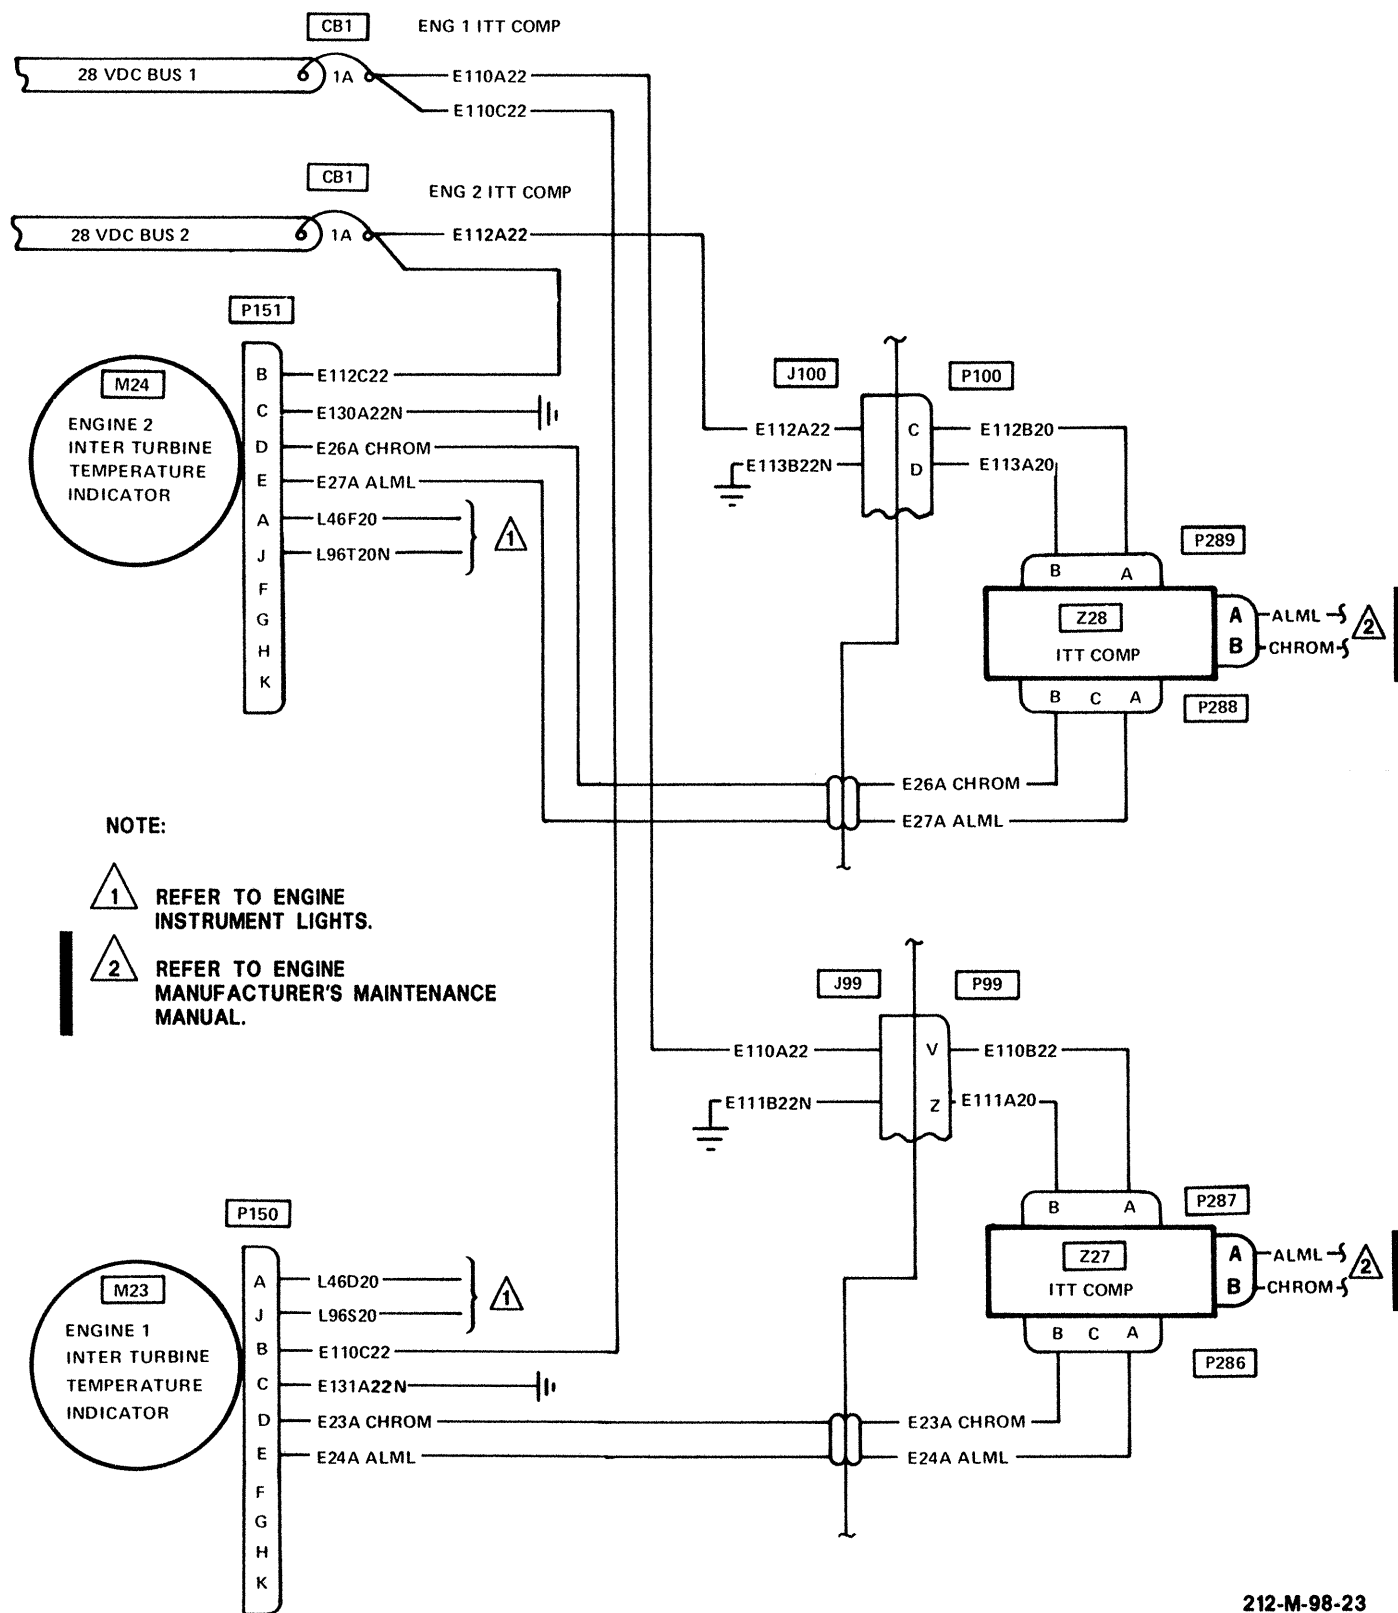 CB1 ENG 1 ITT COMP
28 VDC BUS 1 1A E110A22
E110C22
CB1 ENG 2 ITT COMP
28 VDC BUS 2 1A E112A22
P151
M24
ENGINE 2
INTER TURBINE
TEMPERATURE
INDICATOR
B E112C22
C E130A22N
D E26A CHROM
E E27A ALML
A L46F20
J L96T20N
1
F
G
H
K
J100 P100
E112A22 C E112B20
E113B22N D E113A20
P289
B A
Z28
ITT COMP
A ALML
B CHROM
2
B C A
P288
E26A CHROM
E27A ALML
NOTE:
1 REFER TO ENGINE
INSTRUMENT LIGHTS.
2 REFER TO ENGINE
MANUFACTURER'S MAINTENANCE
MANUAL.
J99 P99
E110A22 V E110B22
E111B22N Z E111A20
P287
B A
Z27
ITT COMP
A ALML
B CHROM
2
B C A
P286
P150
M23
ENGINE 1
INTER TURBINE
TEMPERATURE
INDICATOR
A L46D20
J L96S20
1
B E110C22
C E131A22N
D E23A CHROM E23A CHROM
E E24A ALML E24A ALML
F
G
H
K
212-M-98-23